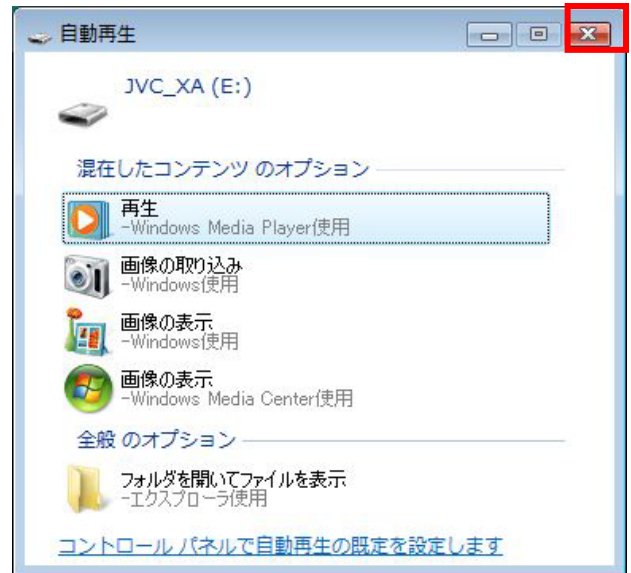 自動再生
JVC_XA (E:)
混在したコンテンツ のオプション
再生
-Windows Media Player使用
画像の取り込み
-Windows使用
画像の表示
-Windows使用
画像の表示
-Windows Media Center使用
全般 のオプション
フォルダを開いてファイルを表示
-エクスプローラ使用
コントロール パネルで自動再生の既定を設定します